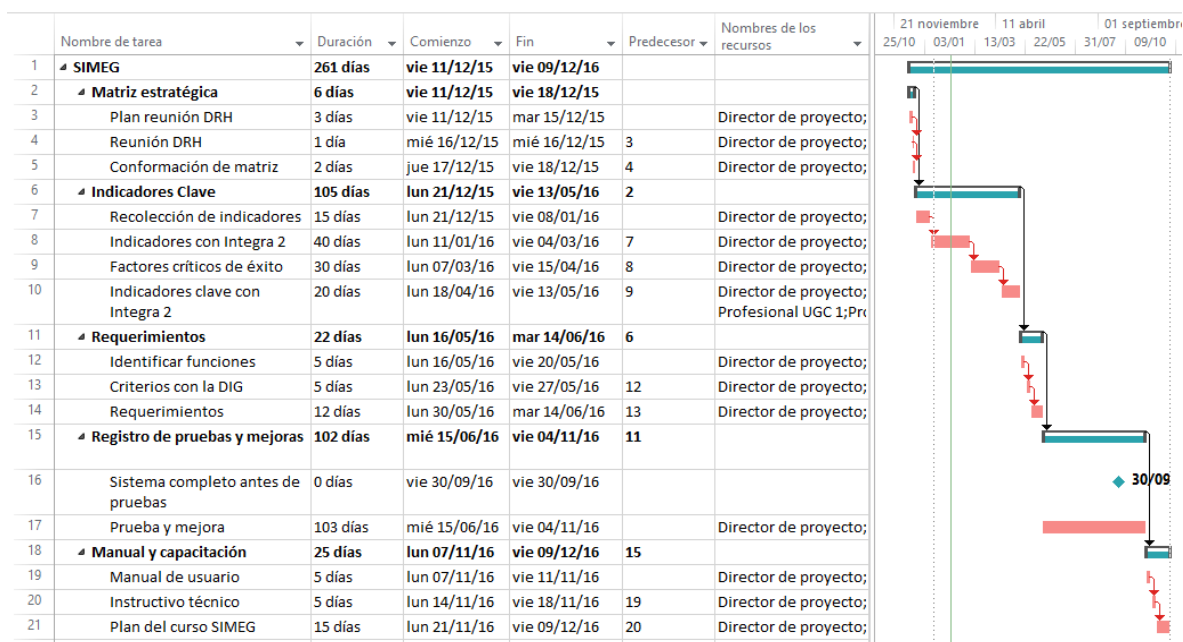 Nombre de tarea Duración Comienzo Fin Predecesor Nombres de los recursos
21 noviembre 11 abril 01 septiembre
25/10 03/01 13/03 22/05 31/07 09/10
1 SIMEG 261 días vie 11/12/15 vie 09/12/16
2 Matriz estratégica 6 días vie 11/12/15 vie 18/12/15
3 Plan reunión DRH 3 días vie 11/12/15 mar 15/12/15 Director de proyecto;
4 Reunión DRH 1 día mié 16/12/15 mié 16/12/15 3 Director de proyecto;
5 Conformación de matriz 2 días jue 17/12/15 vie 18/12/15 4 Director de proyecto;
6 Indicadores Clave 105 días lun 21/12/15 vie 13/05/16 2
7 Recolección de indicadores 15 días lun 21/12/15 vie 08/01/16 Director de proyecto;
8 Indicadores con Integra 2 40 días lun 11/01/16 vie 04/03/16 7 Director de proyecto;
9 Factores críticos de éxito 30 días lun 07/03/16 vie 15/04/16 8 Director de proyecto;
10 Indicadores clave con 20 días lun 18/04/16 vie 13/05/16 9 Director de proyecto;
Integra 2 Profesional UGC 1;Pro
11 Requerimientos 22 días lun 16/05/16 mar 14/06/16 6
12 Identificar funciones 5 días lun 16/05/16 vie 20/05/16 Director de proyecto;
13 Criterios con la DIG 5 días lun 23/05/16 vie 27/05/16 12 Director de proyecto;
14 Requerimientos 12 días lun 30/05/16 mar 14/06/16 13 Director de proyecto;
15 Registro de pruebas y mejoras 102 días mié 15/06/16 vie 04/11/16 11
16 Sistema completo antes de 0 días vie 30/09/16 vie 30/09/16 30/09
pruebas
17 Prueba y mejora 103 días mié 15/06/16 vie 04/11/16 Director de proyecto;
18 Manual y capacitación 25 días lun 07/11/16 vie 09/12/16 15
19 Manual de usuario 5 días lun 07/11/16 vie 11/11/16 Director de proyecto;
20 Instructivo técnico 5 días lun 14/11/16 vie 18/11/16 19 Director de proyecto;
21 Plan del curso SIMEG 15 días lun 21/11/16 vie 09/12/16 20 Director de proyecto;